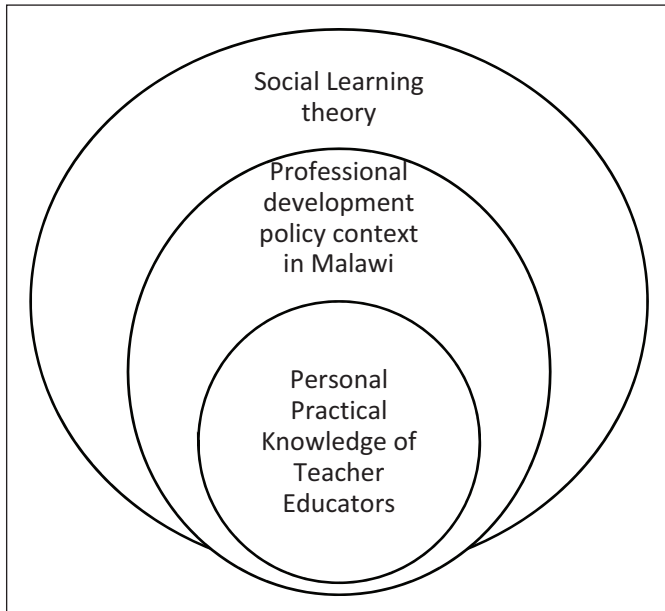 Social Learning
theory
Professional
development
policy context
in Malawi
Personal
Practical
Knowledge of
Teacher
Educators